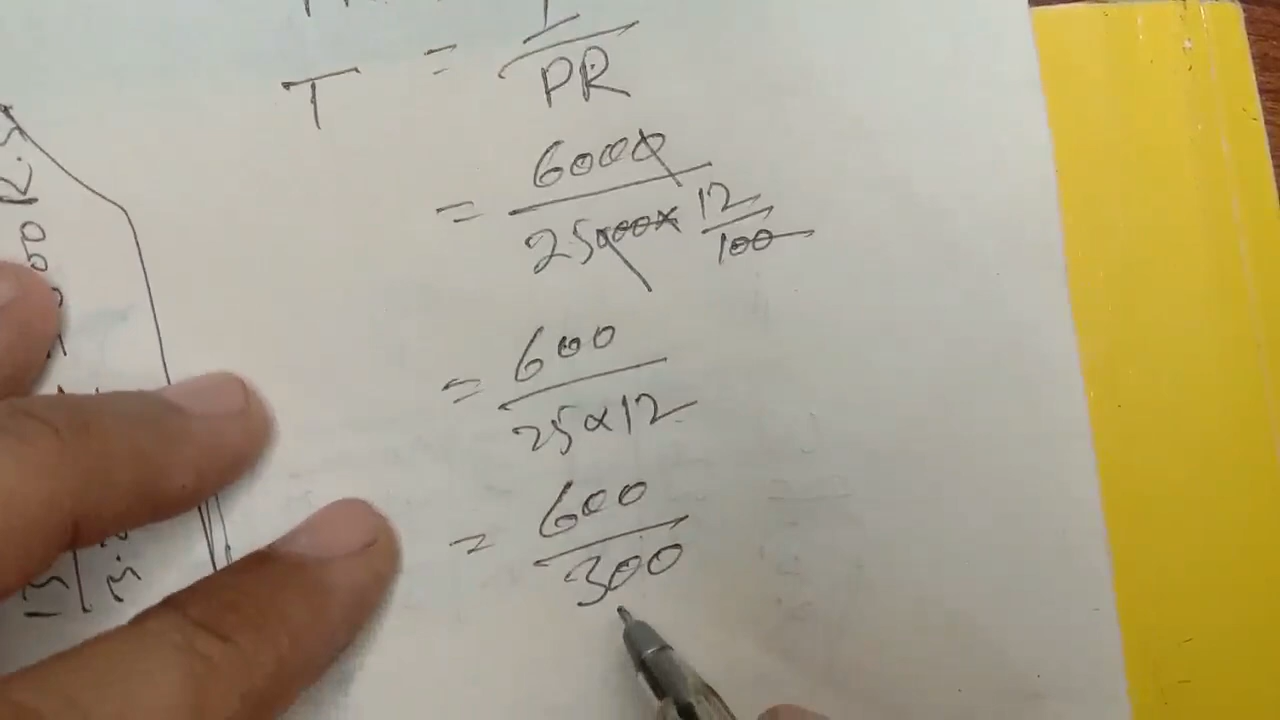 T = I/PR
= 6000/25000 × 12/100
= 600/25 × 12
= 600/300